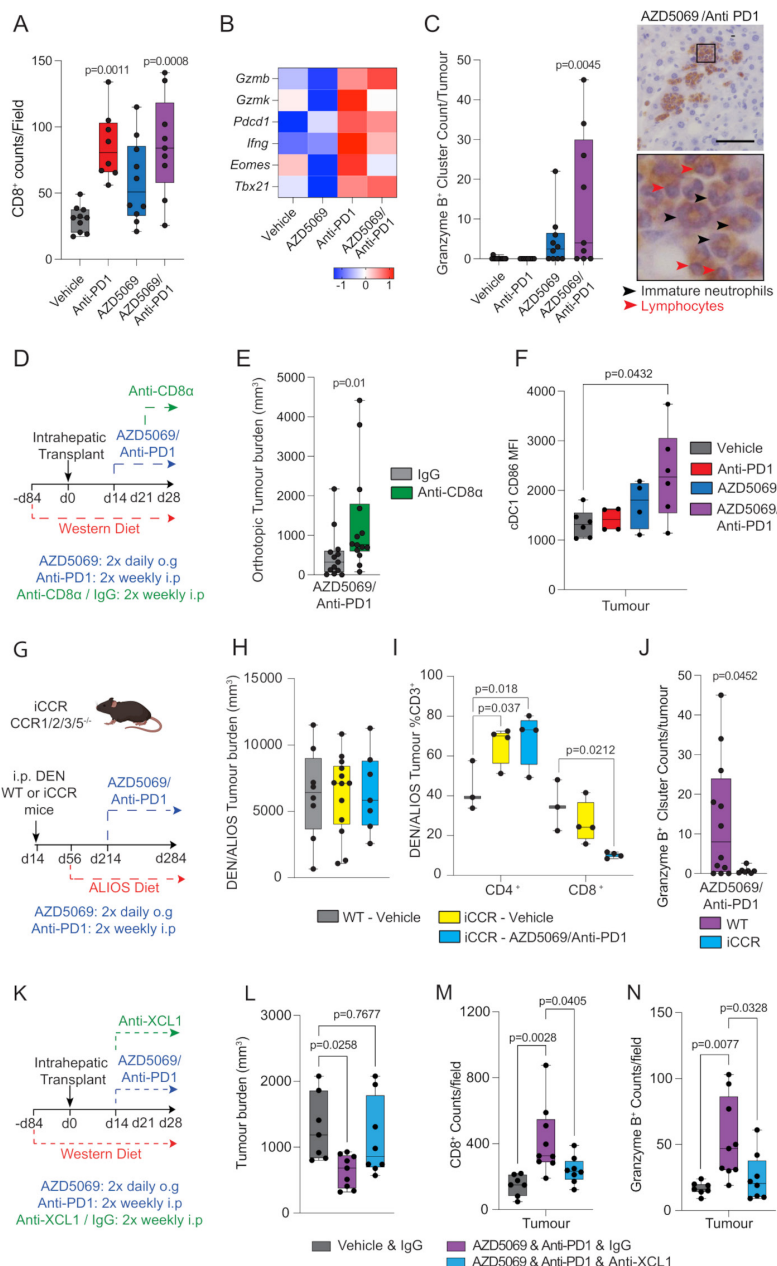 A
CD8+ counts/Field
150
100
50
0
p=0.0011
p=0.0008
Vehicle
Anti-PD1
AZD5069
AZD5069/
Anti-PD1
B
Gzmb
Gzmk
Pdcd1
Ifng
Eomes
Tbx21
Vehicle
AZD5069
Anti-PD1
AZD5069/
Anti-PD1
-1
0
1
C
Granzyme B+ Cluster Count/Tumour
50
40
30
20
10
0
p=0.0045
Vehicle
Anti-PD1
AZD5069
AZD5069/
Anti-PD1
AZD5069/Anti PD1
Immature neutrophils
Lymphocytes
D
Anti-CD8α
Intrahepatic
Transplant
AZD5069/
Anti-PD1
-d84
d0
d14
d21
d28
Western Diet
AZD5069: 2x daily o.g
Anti-PD1: 2x weekly i.p
Anti-CD8α / IgG: 2x weekly i.p
E
Orthotopic Tumour burden (mm3)
5000
4000
3000
2000
1000
0
p=0.01
AZD5069/
Anti-PD1
IgG
Anti-CD8α
F
cDC1 CD86 MFI
4000
3000
2000
1000
0
p=0.0432
Tumour
Vehicle
Anti-PD1
AZD5069
AZD5069/
Anti-PD1
G
iCCR
CCR1/2/3/5-/-
i.p. DEN
WT or iCCR
mice
AZD5069/
Anti-PD1
d14
d56
d214
d284
ALIOS Diet
AZD5069: 2x daily o.g
Anti-PD1: 2x weekly i.p
H
DEN/ALIOS Tumour burden (mm3)
15000
10000
5000
0
I
DEN/ALIOS Tumour %CD3+
100
80
60
40
20
0
p=0.018
p=0.037
p=0.0212
CD4+
CD8+
WT - Vehicle
iCCR - Vehicle
iCCR - AZD5069/Anti-PD1
J
Granzyme B+ Clsuter Counts/tumour
50
40
30
20
10
0
p=0.0452
AZD5069/
Anti-PD1
WT
iCCR
K
Anti-XCL1
Intrahepatic
Transplant
AZD5069/
Anti-PD1
-d84
d0
d14
d21
d28
Western Diet
AZD5069: 2x daily o.g
Anti-PD1: 2x weekly i.p
Anti-XCL1 / IgG: 2x weekly i.p
L
Tumour burden (mm3)
3000
2000
1000
0
p=0.7677
p=0.0258
M
CD8+ Counts/field
1200
800
400
0
p=0.0405
p=0.0028
Tumour
N
Granzyme B+ Counts/field
150
100
50
0
p=0.0328
p=0.0077
Tumour
Vehicle & IgG
AZD5069 & Anti-PD1 & IgG
AZD5069 & Anti-PD1 & Anti-XCL1